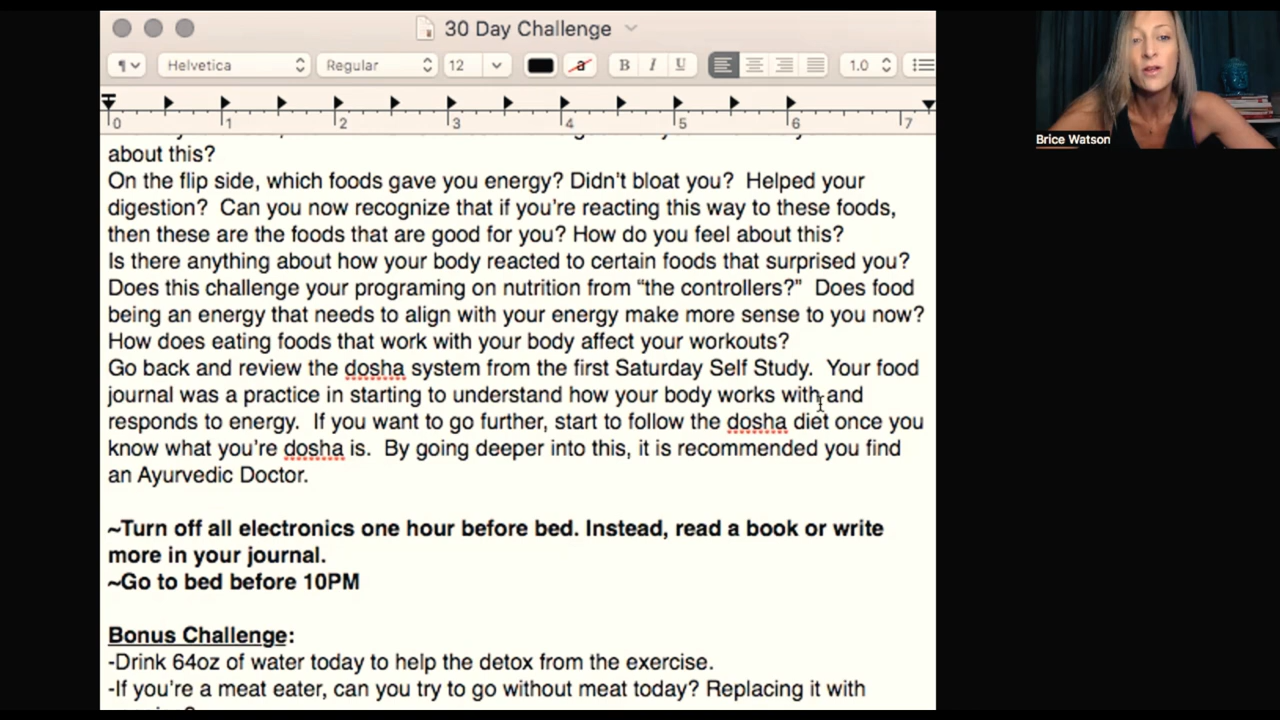 30 Day Challenge
Helvetica Regular 12 a B I U 1.0
0 1 2 3 4 5 6 7
Brice Watson
about this?
On the flip side, which foods gave you energy? Didn’t bloat you?  Helped your
digestion?  Can you now recognize that if you’re reacting this way to these foods,
then these are the foods that are good for you? How do you feel about this?
Is there anything about how your body reacted to certain foods that surprised you?
Does this challenge your programing on nutrition from “the controllers?”  Does food
being an energy that needs to align with your energy make more sense to you now?
How does eating foods that work with your body affect your workouts?
Go back and review the dosha system from the first Saturday Self Study.  Your food
journal was a practice in starting to understand how your body works with and
responds to energy.  If you want to go further, start to follow the dosha diet once you
know what you’re dosha is.  By going deeper into this, it is recommended you find
an Ayurvedic Doctor.
~Turn off all electronics one hour before bed. Instead, read a book or write
more in your journal.
~Go to bed before 10PM
Bonus Challenge:
-Drink 64oz of water today to help the detox from the exercise.
-If you’re a meat eater, can you try to go without meat today? Replacing it with